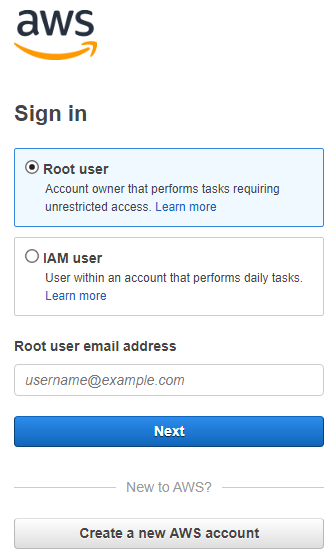 aws
Sign in
Root user
Account owner that performs tasks requiring
unrestricted access. Learn more
IAM user
User within an account that performs daily tasks.
Learn more
Root user email address
username@example.com
Next
New to AWS?
Create a new AWS account